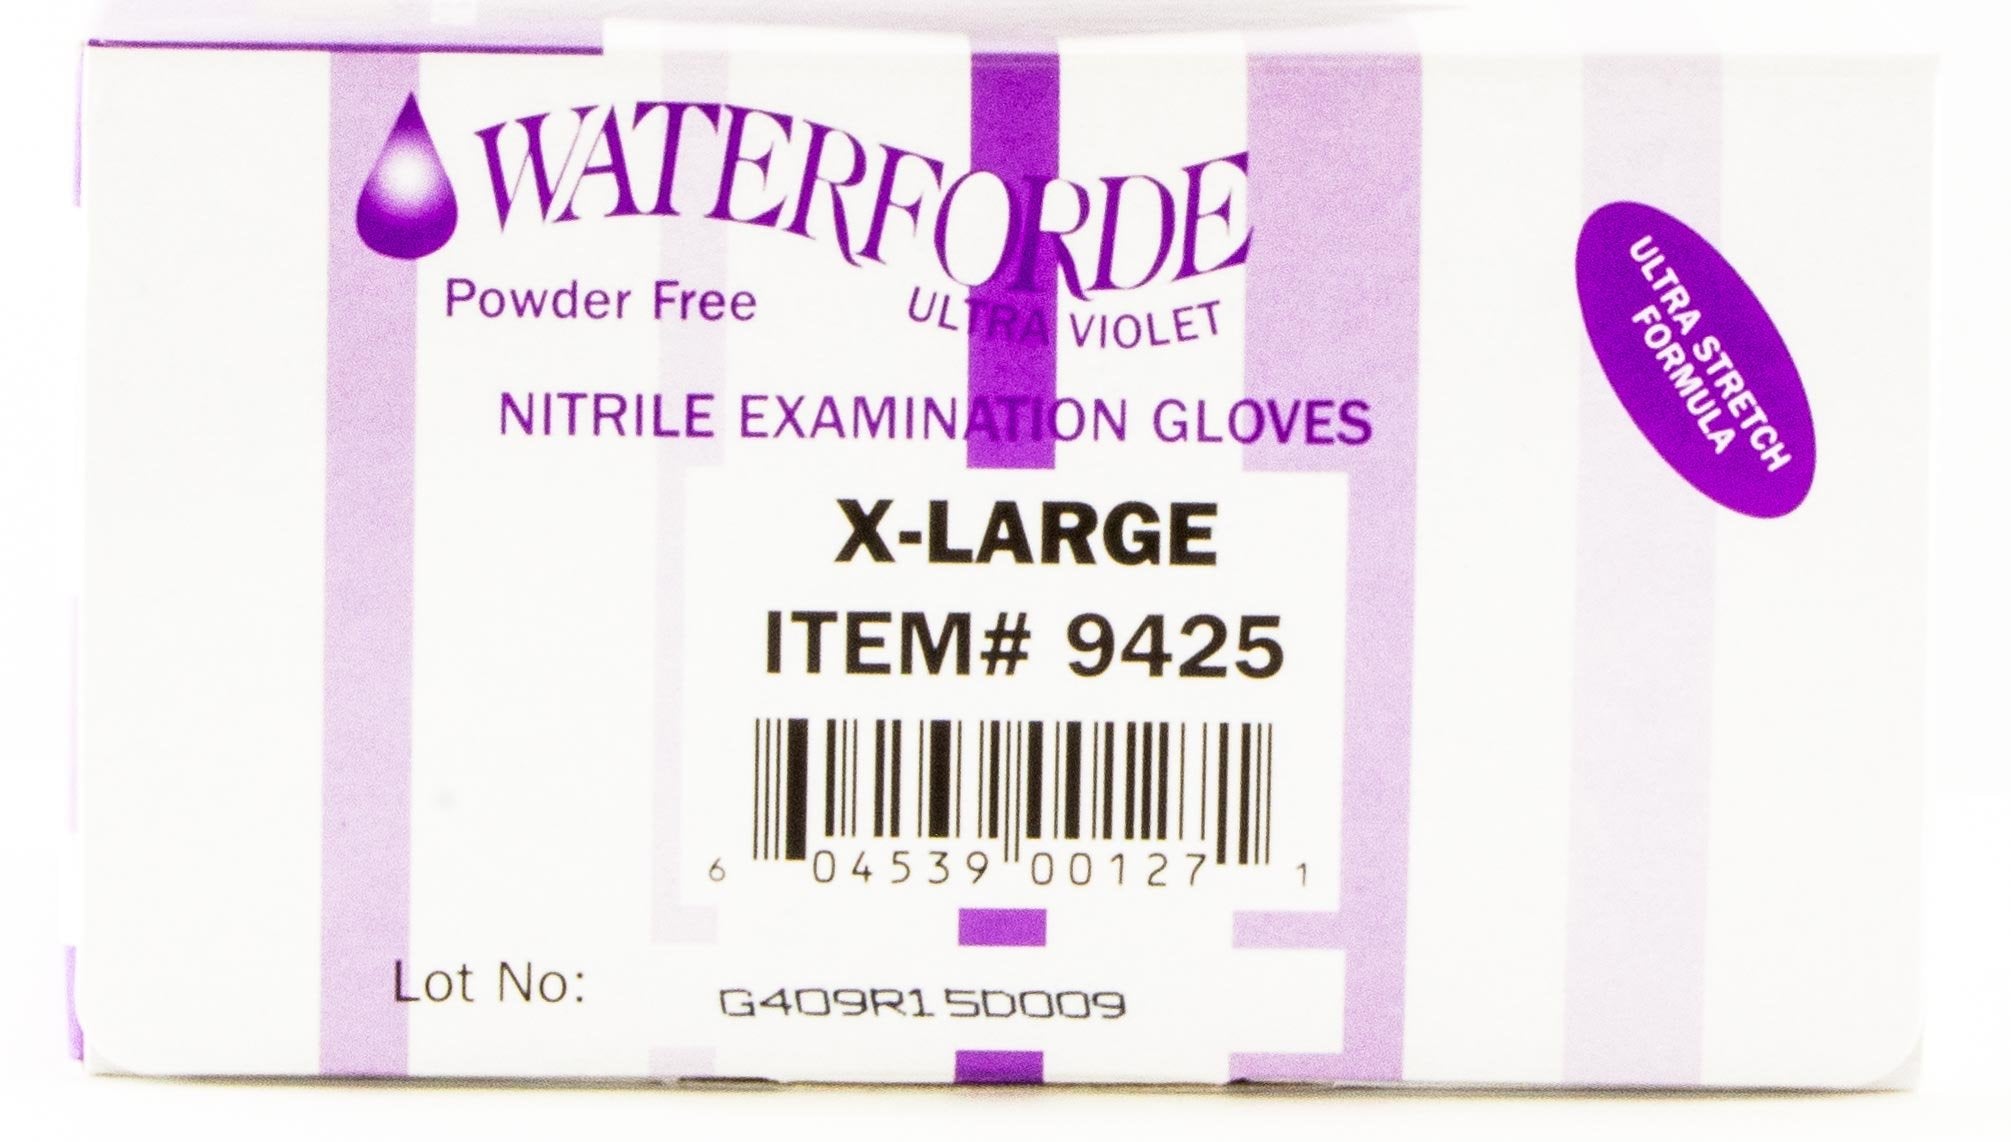 WATERFORDE
Powder Free
ULTRA VIOLET
NITRILE EXAMINATION GLOVES
ULTRA STRETCH
FORMULA
X-LARGE
ITEM# 9425
6 04539 00127 1
Lot No: G409R15D009